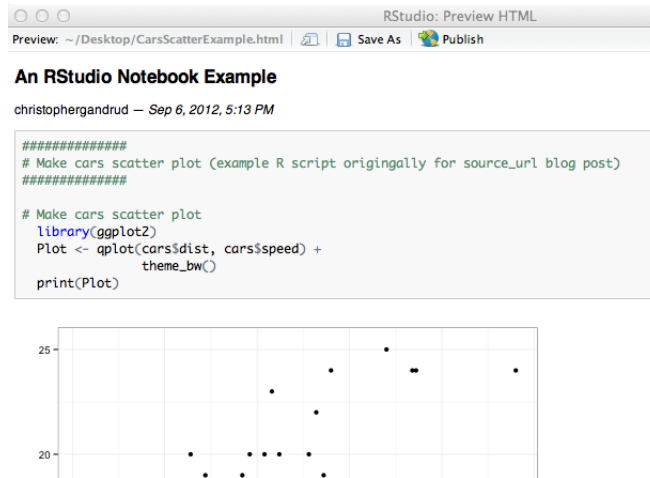 RStudio: Preview HTML
Preview: ~/Desktop/CarsScatterExample.html Save As Publish
An RStudio Notebook Example
christophergandrud — Sep 6, 2012, 5:13 PM
##############
# Make cars scatter plot (example R script origingally for source_url blog post)
##############
# Make cars scatter plot
library(ggplot2)
Plot <- qplot(cars$dist, cars$speed) +
theme_bw()
print(Plot)
25
20